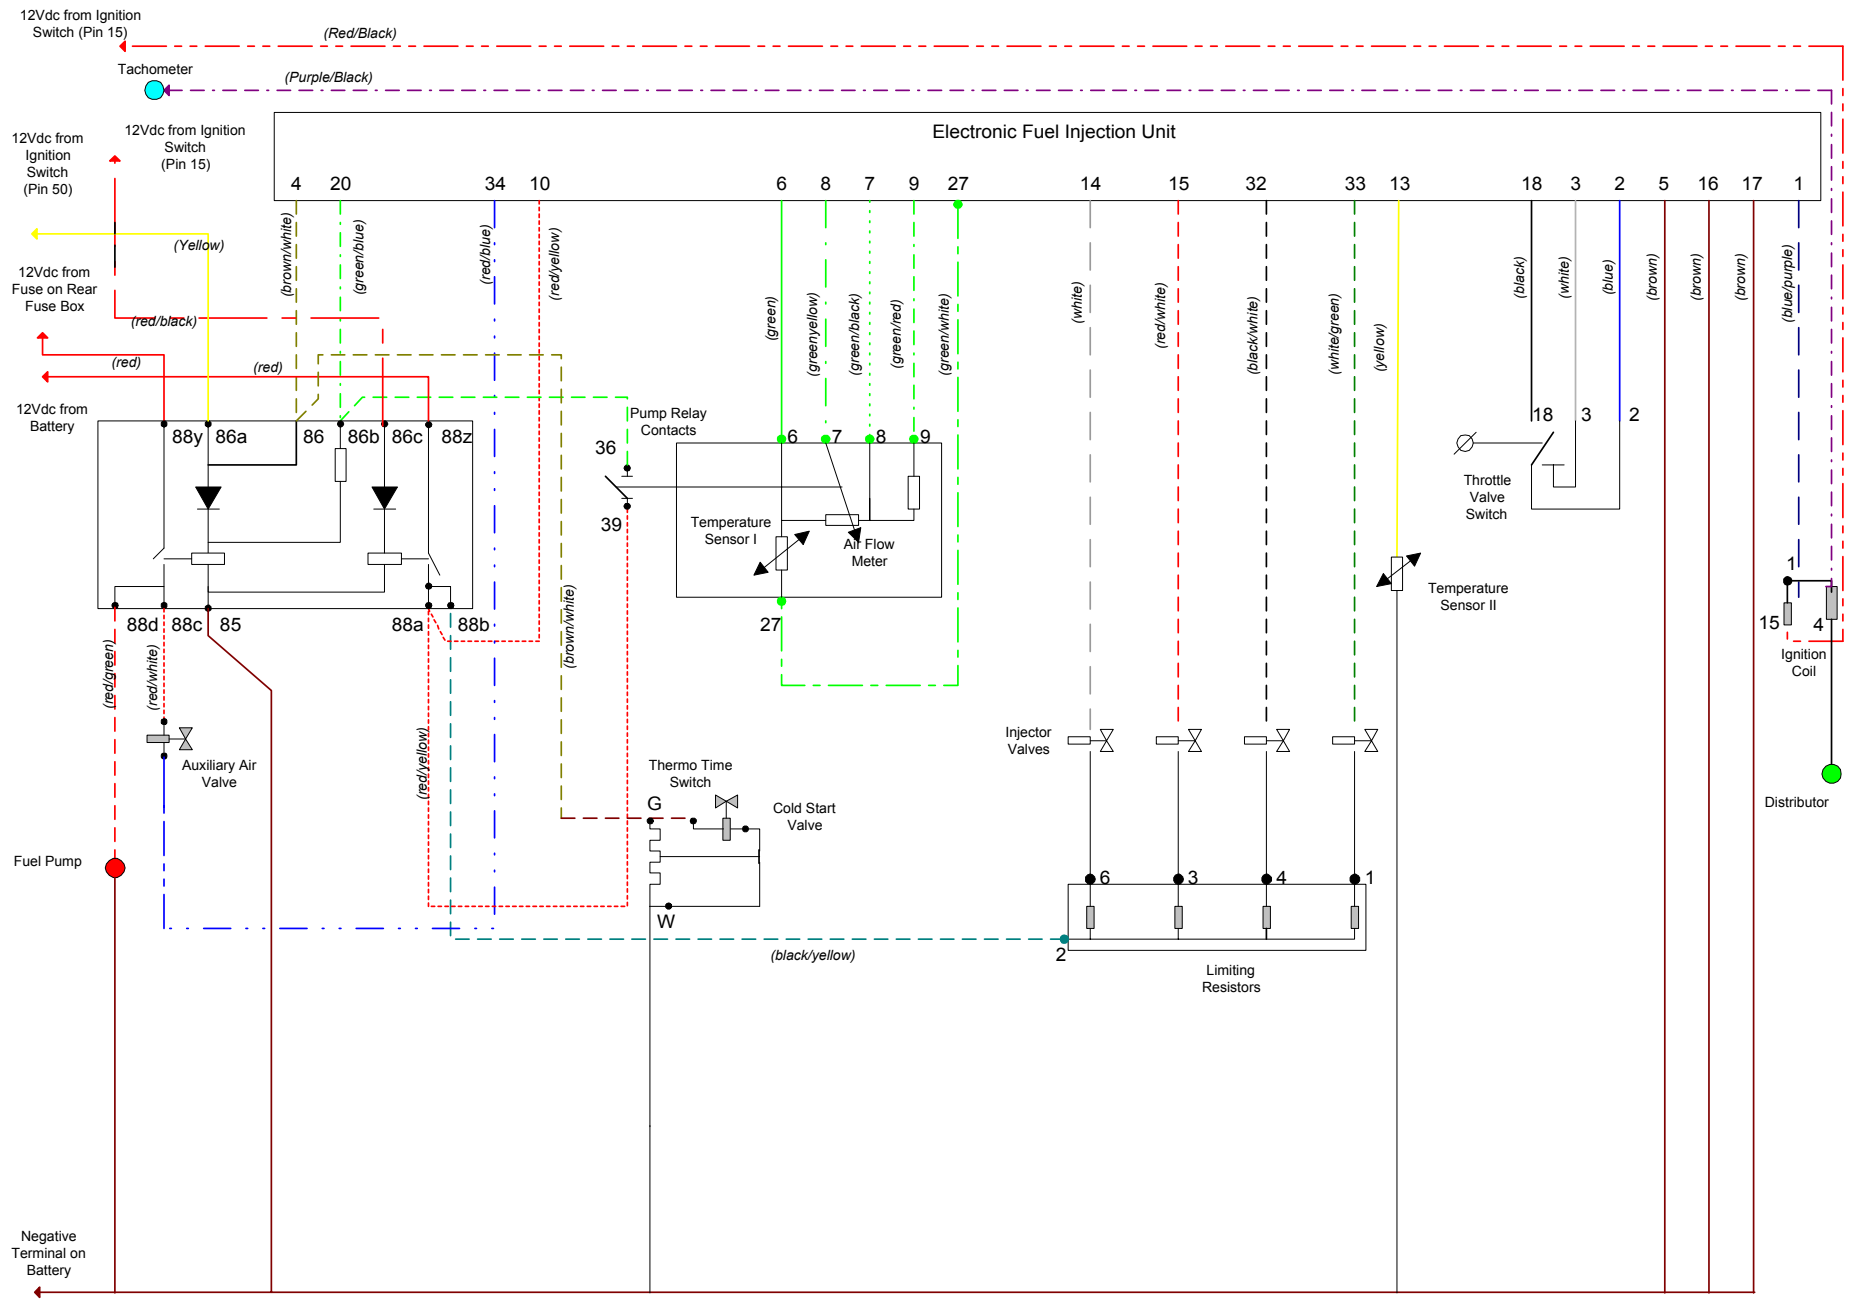 12Vdc from Ignition
Switch (Pin 15)
(Red/Black)
Tachometer
(Purple/Black)
12Vdc from
Ignition
Switch
(Pin 50)
12Vdc from Ignition
Switch
(Pin 15)
Electronic Fuel Injection Unit
4 20 34 10 6 8 7 9 27 14 15 32 33 13 18 3 2 5 16 17 1
(Yellow)
(brown/white)
(green/blue)
(red/blue)
(red/yellow)
(green)
(greenyellow)
(green/black)
(green/red)
(green/white)
(white)
(red/white)
(black/white)
(white/green)
(yellow)
(black)
(white)
(blue)
(brown)
(brown)
(brown)
(blue/purple)
12Vdc from
Fuse on Rear
Fuse Box
(red/black)
(red)
(red)
12Vdc from
Battery
88y 86a 86 86b 86c 88z
Pump Relay
Contacts
36
39
6 7 8 9
Temperature
Sensor I
Air Flow
Meter
27
18 3 2
Throttle
Valve
Switch
Temperature
Sensor II
1
15 4
Ignition
Coil
88d 88c 85 88a 88b
(red/green)
(red/white)
(red/yellow)
(brown/white)
Auxiliary Air
Valve
Thermo Time
Switch
G
Cold Start
Valve
W
Injector
Valves
Distributor
Fuel Pump
6 3 4 1
2
(black/yellow)
Limiting
Resistors
Negative
Terminal on
Battery